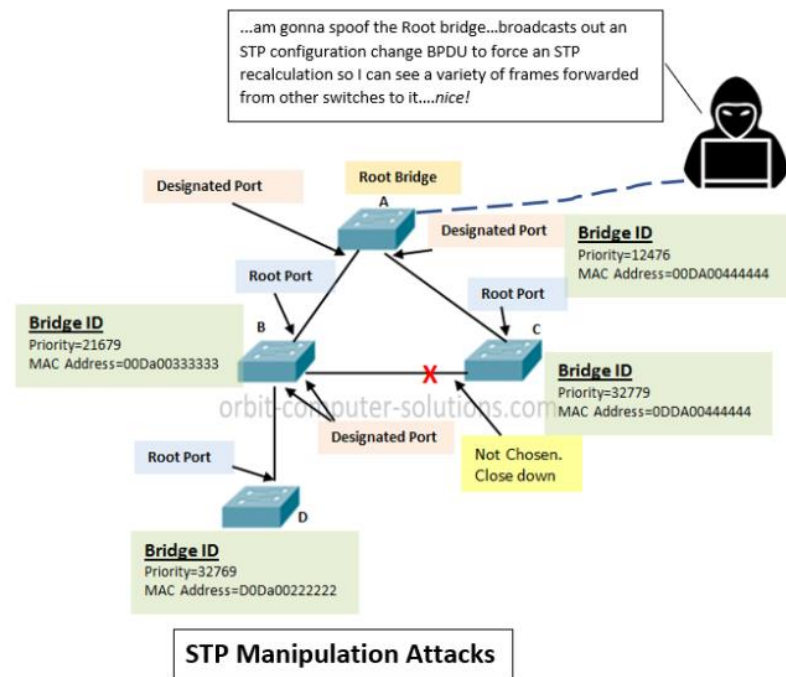 ...am gonna spoof the Root bridge...broadcasts out an
STP configuration change BPDU to force an STP
recalculation so I can see a variety of frames forwarded
from other switches to it....nice!
Root Bridge
Designated Port
A
Designated Port
Bridge ID
Priority=12476
MAC Address=00DA00444444
Root Port
Root Port
B
C
Bridge ID
Priority=21679
MAC Address=00Da00333333
X
Bridge ID
Priority=32779
MAC Address=0DDA00444444
orbit-computer-solutions.com
Designated Port
Root Port
Not Chosen.
Close down
D
Bridge ID
Priority=32769
MAC Address=D0Da00222222
STP Manipulation Attacks